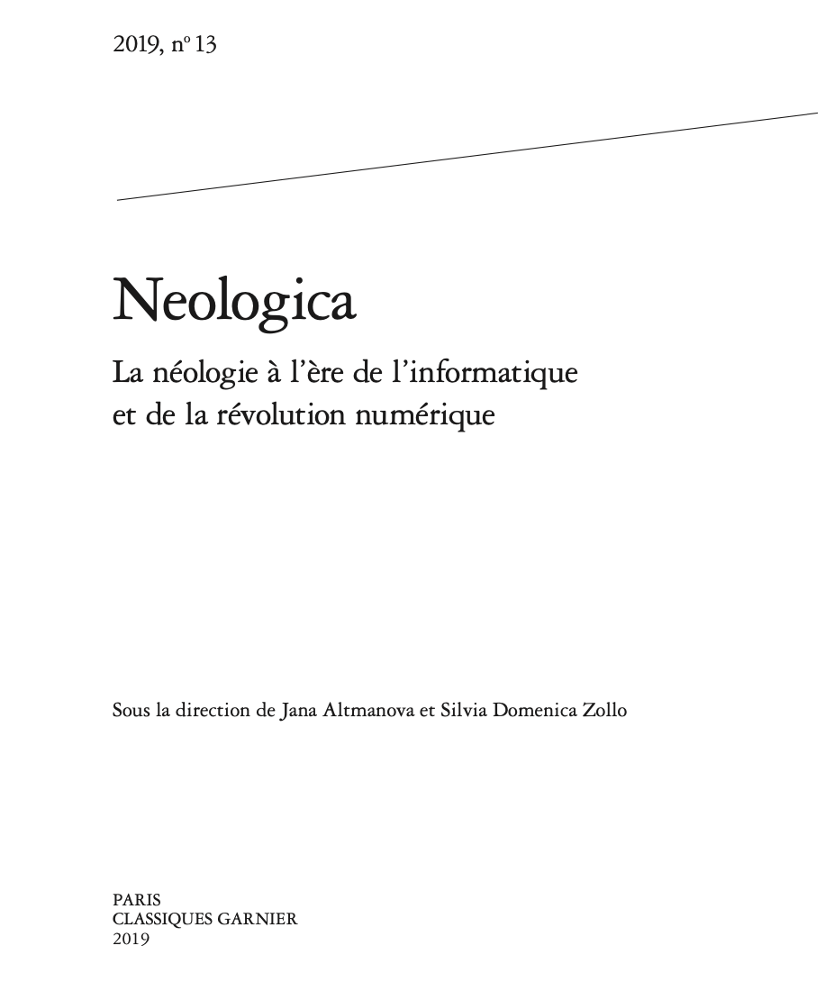 2019, nº 13
Neologica
La néologie à l’ère de l’informatique
et de la révolution numérique
Sous la direction de Jana Altmanova et Silvia Domenica Zollo
PARIS
CLASSIQUES GARNIER
2019